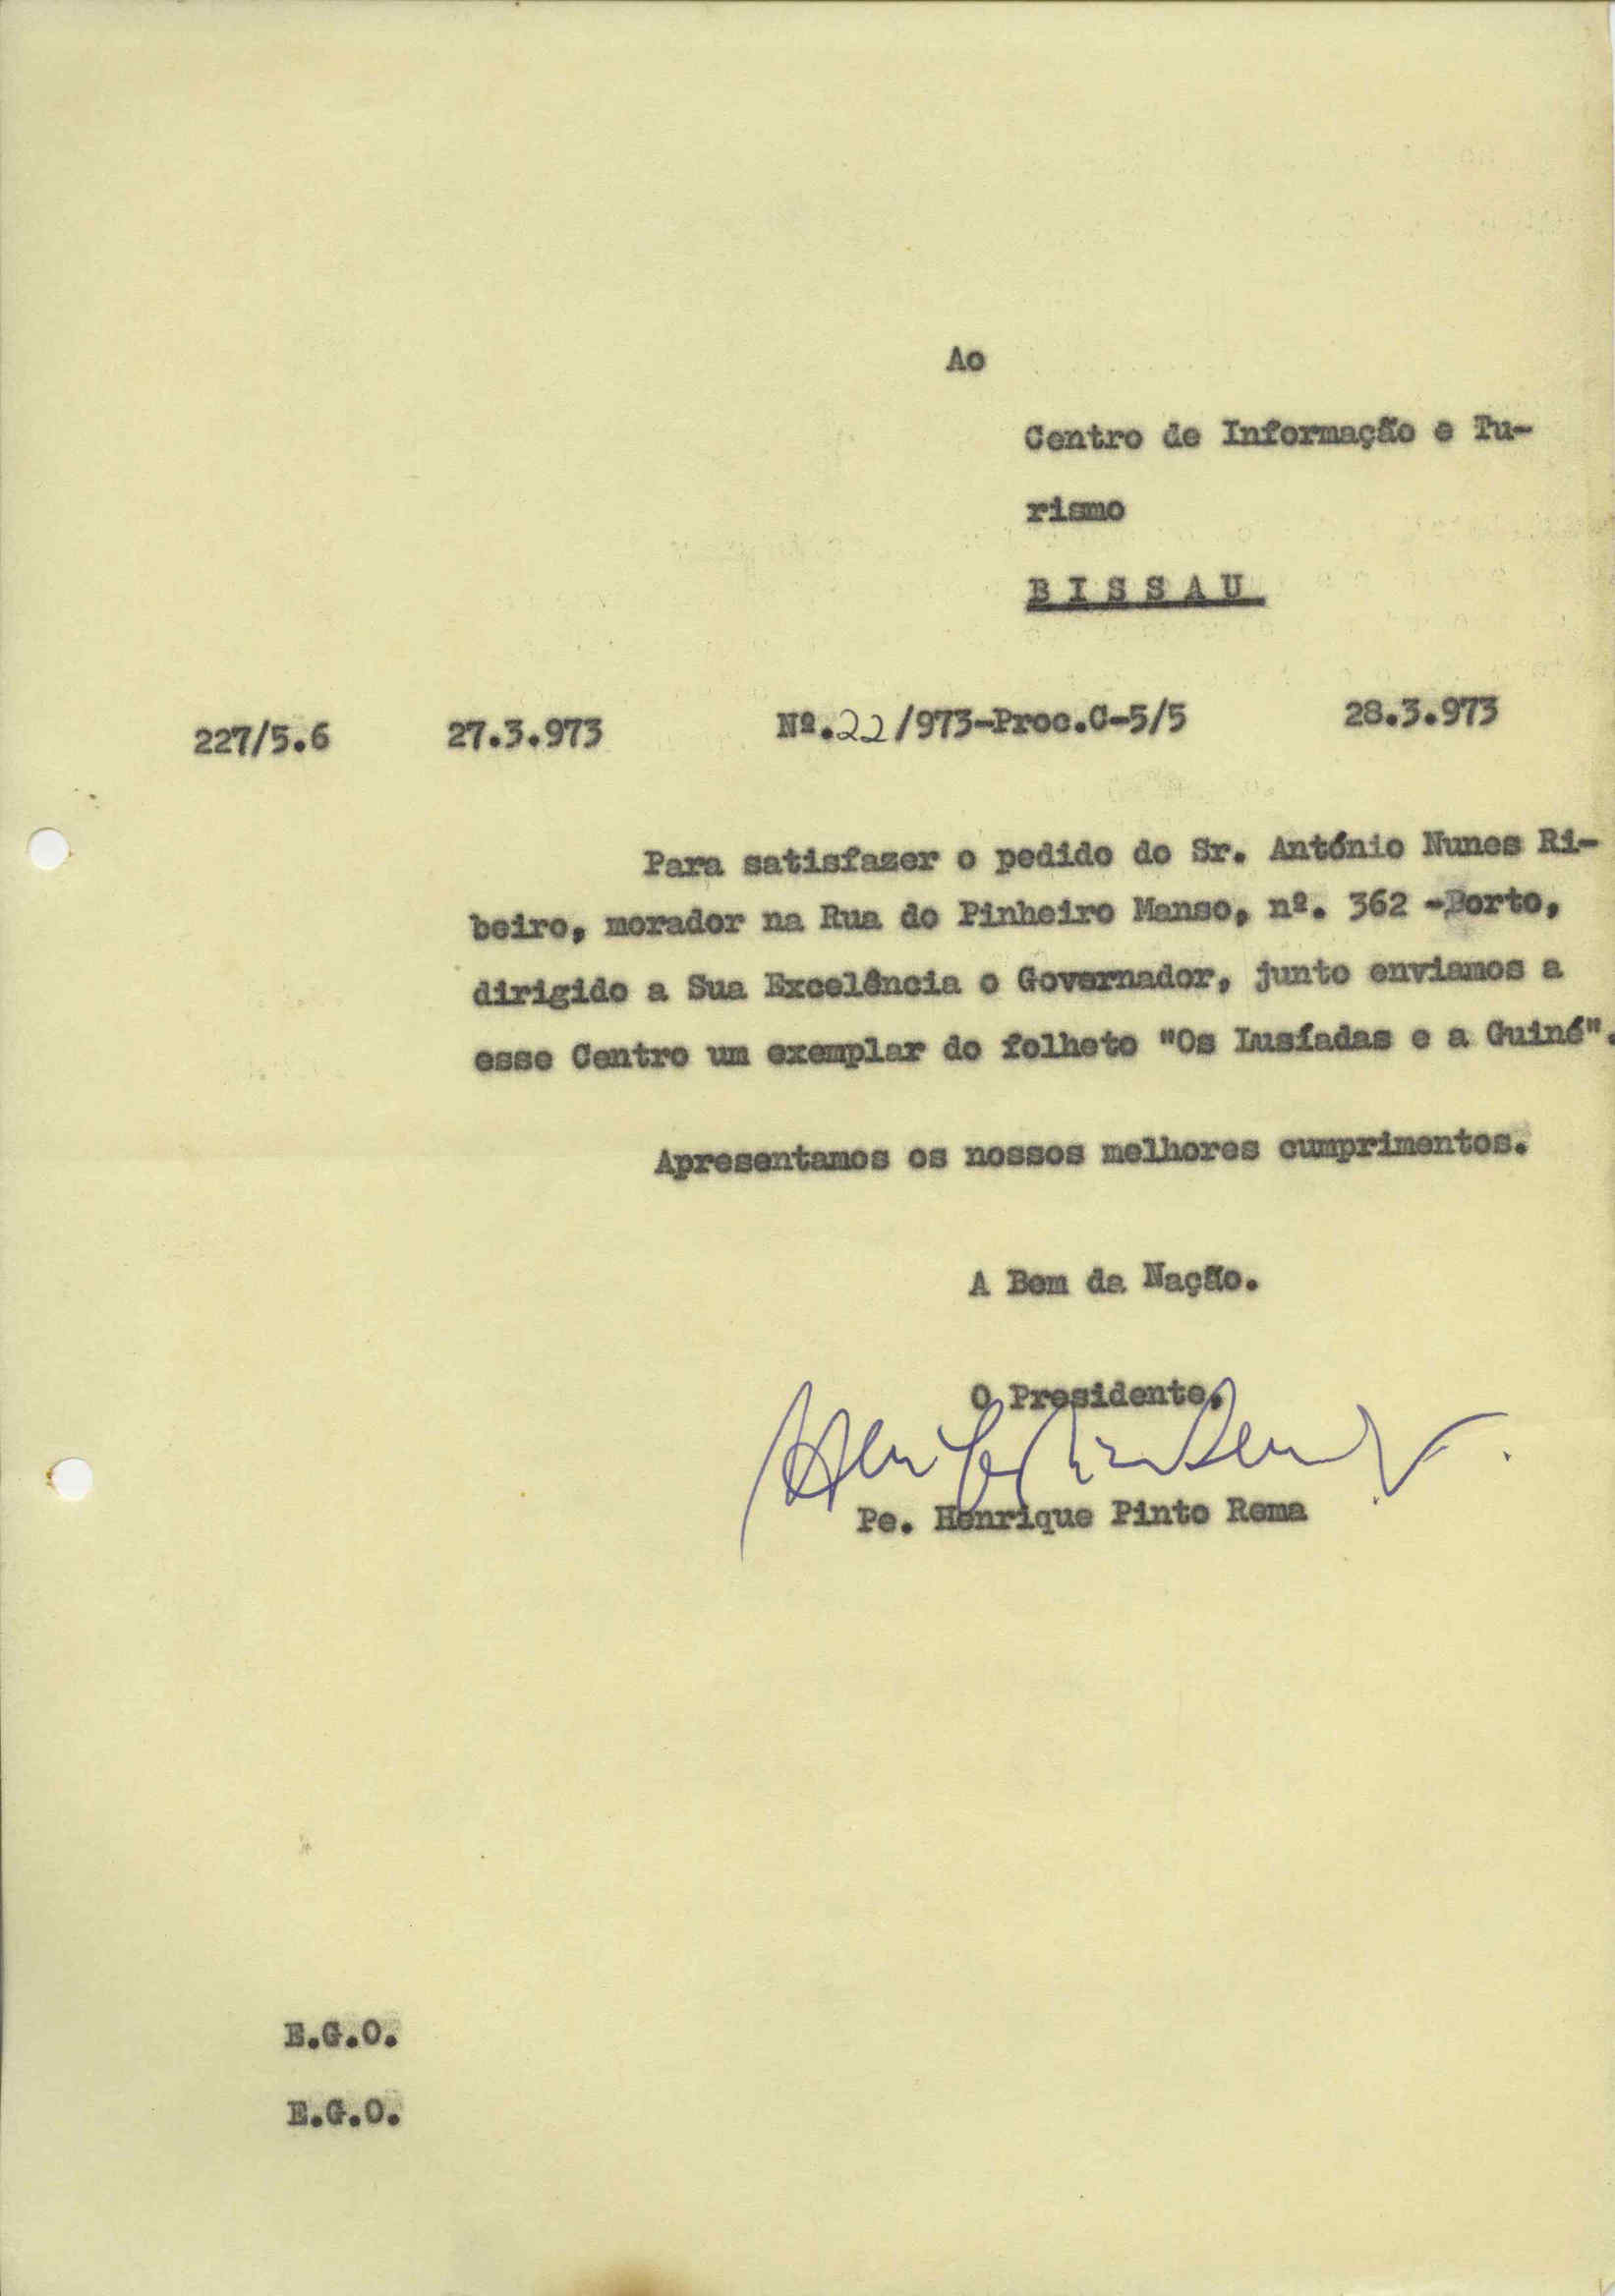 Ao
Centro de Informação e Tu-
rismo
BISSAU
227/5.6 27.3.973 Nº.22/973-Proc.C-5/5 28.3.973
Para satisfazer o pedido do Sr. António Nunes Ri-
beiro, morador na Rua do Pinheiro Manso, nº. 362 -Porto,
dirigido a Sua Excelência o Governador, junto enviamos a
esse Centro um exemplar do folheto "Os Lusíadas e a Guiné".
Apresentamos os nossos melhores cumprimentos.
A Bem da Nação.
O Presidente,
Pe. Henrique Pinto Rema
E.G.O.
E.G.O.